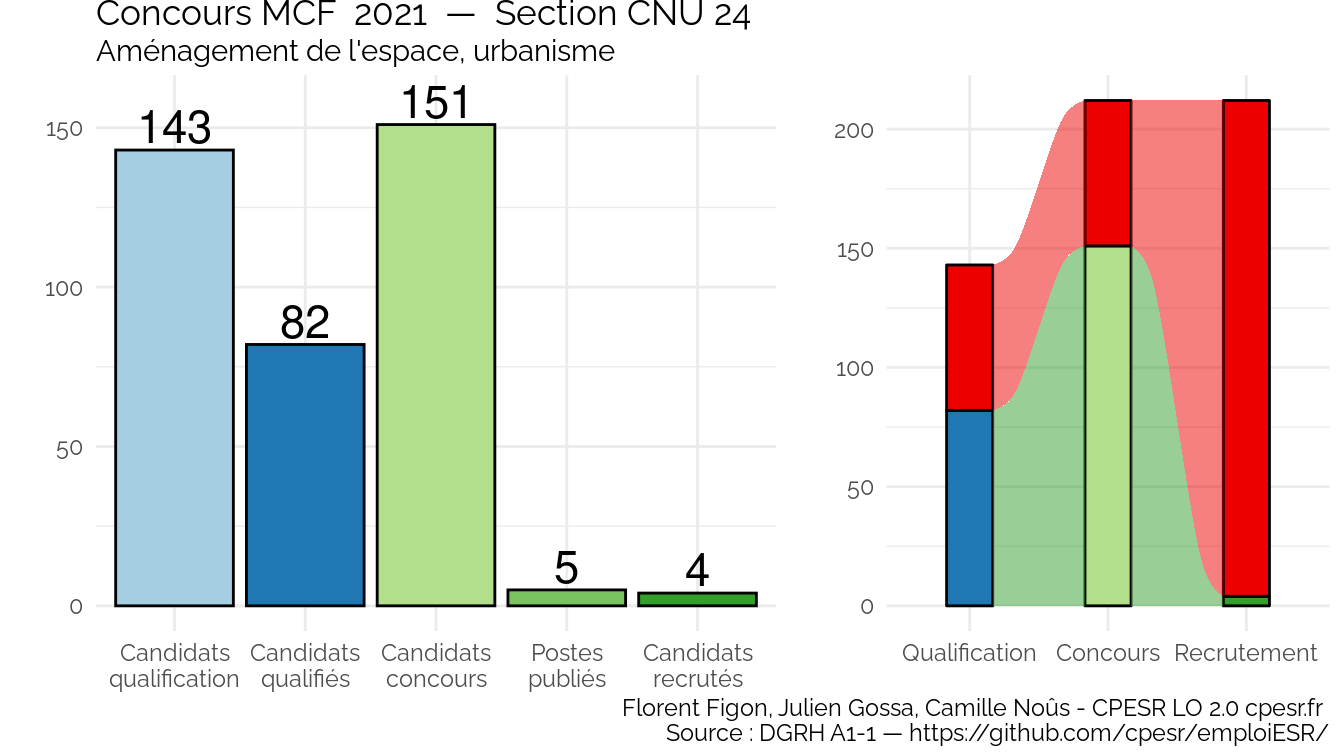 Concours MCF 2021 — Section CNU 24
Aménagement de l'espace, urbanisme
143
82
151
5
4
150
100
50
0
Candidats qualification
Candidats qualifiés
Candidats concours
Postes publiés
Candidats recrutés
200
150
100
50
0
Qualification
Concours
Recrutement
Florent Figon, Julien Gossa, Camille Noûs - CPESR LO 2.0 cpesr.fr
Source : DGRH A1-1 — https://github.com/cpesr/emploiESR/